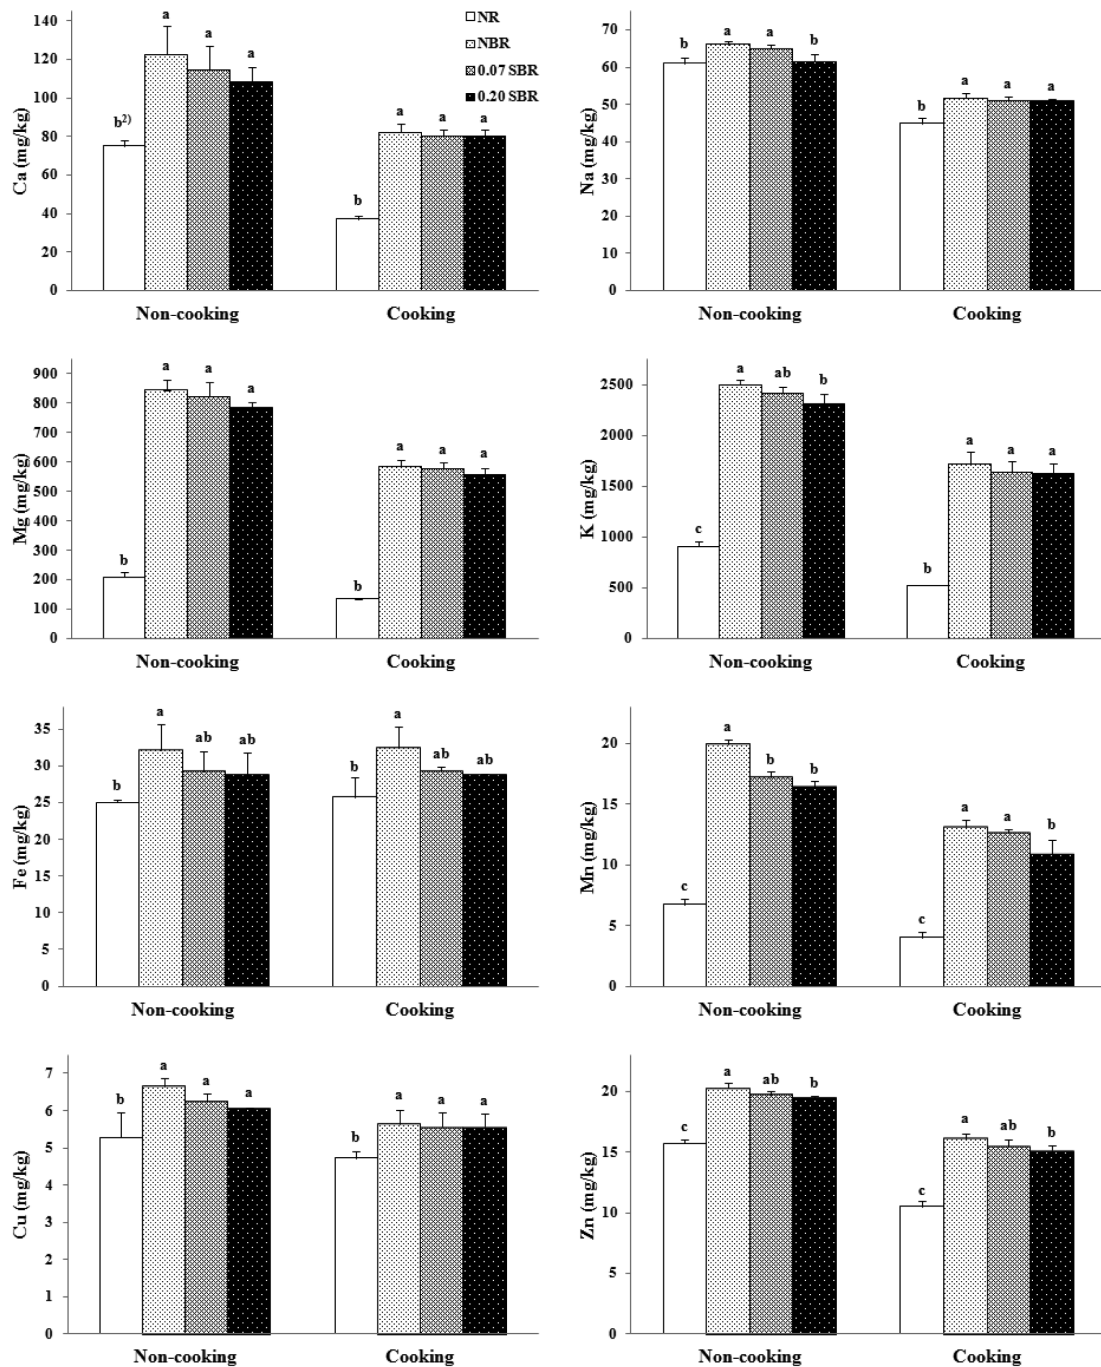 Ca (mg/kg)
140
120
100
80
60
40
20
0
b2)
a
a
a
b
a
a
a
NR
NBR
0.07 SBR
0.20 SBR
Non-cooking
Cooking
Na (mg/kg)
70
60
50
40
30
20
10
0
b
a
a
b
b
a
a
a
Non-cooking
Cooking
Mg (mg/kg)
900
800
700
600
500
400
300
200
100
0
b
a
a
a
b
a
a
a
Non-cooking
Cooking
K (mg/kg)
2500
2000
1500
1000
500
0
c
a
ab
b
b
a
a
a
Non-cooking
Cooking
Fe (mg/kg)
35
30
25
20
15
10
5
0
b
a
ab
ab
b
a
ab
ab
Non-cooking
Cooking
Mn (mg/kg)
20
15
10
5
0
c
a
b
b
c
a
a
b
Non-cooking
Cooking
Cu (mg/kg)
7
6
5
4
3
2
1
0
b
a
a
a
b
a
a
a
Non-cooking
Cooking
Zn (mg/kg)
20
15
10
5
0
c
a
ab
b
c
a
ab
b
Non-cooking
Cooking